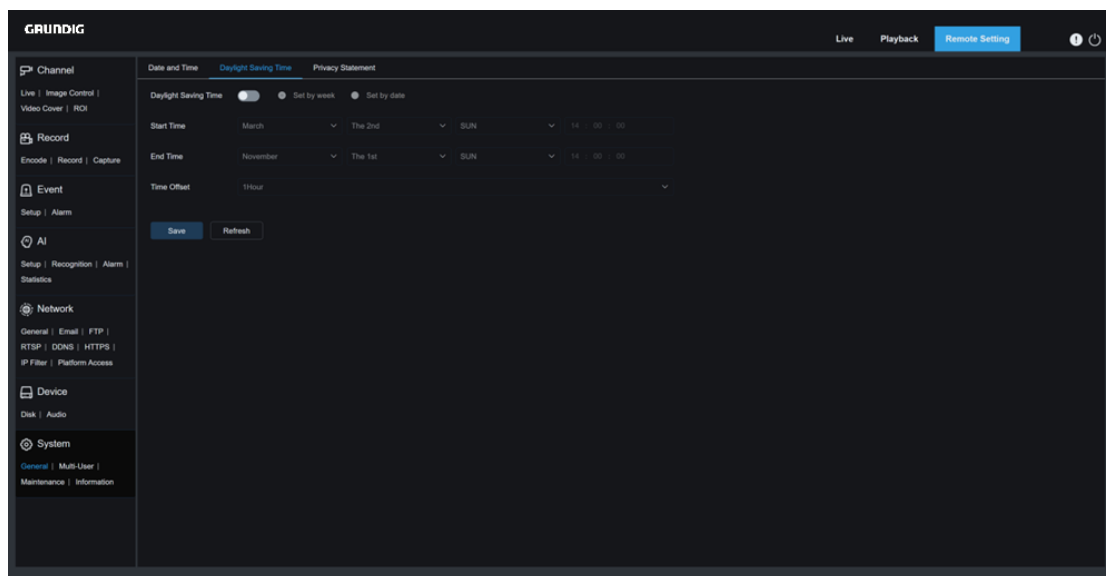 GRUNDIG
Live Playback Remote Setting
Channel
Live | Image Control |
Video Cover | ROI
Record
Encode | Record | Capture
Event
Setup | Alarm
AI
Setup | Recognition | Alarm |
Statistics
Network
General | Email | FTP |
RTSP | DDNS | HTTPS |
IP Filter | Platform Access
Device
Disk | Audio
System
General | Multi-User |
Maintenance | Information
Date and Time Daylight Saving Time Privacy Statement
Daylight Saving Time Set by week Set by date
Start Time March The 2nd SUN 14 : 00 : 00
End Time November The 1st SUN 14 : 00 : 00
Time Offset 1Hour
Save Refresh